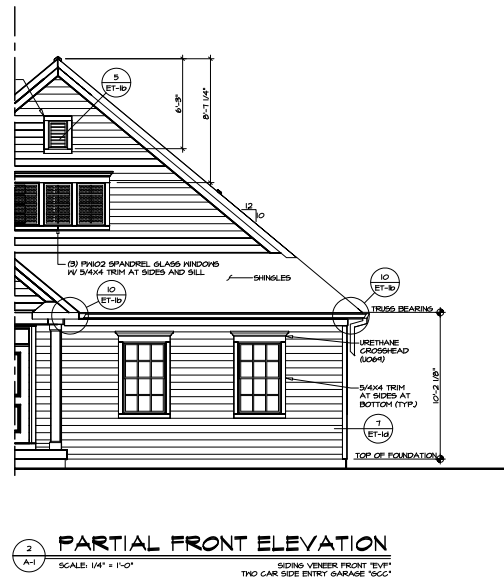 5
ET-1b
6'-3"
8'-7 1/4"
12
10
(3) PW102 SPANDREL GLASS WINDOWS
W/ 5/4X4 TRIM AT SIDES AND SILL
SHINGLES
10
ET-1b
10
ET-1b
TRUSS BEARING
URETHANE
CROSSHEAD
(U069)
5/4X4 TRIM
AT SIDES AT
BOTTOM (TYP.)
10'-2 1/8"
7
ET-1d
TOP OF FOUNDATION
2
A-1
PARTIAL FRONT ELEVATION
SCALE: 1/4" = 1'-0"
SIDING VENEER FRONT "EVF"
TWO CAR SIDE ENTRY GARAGE "SCC"